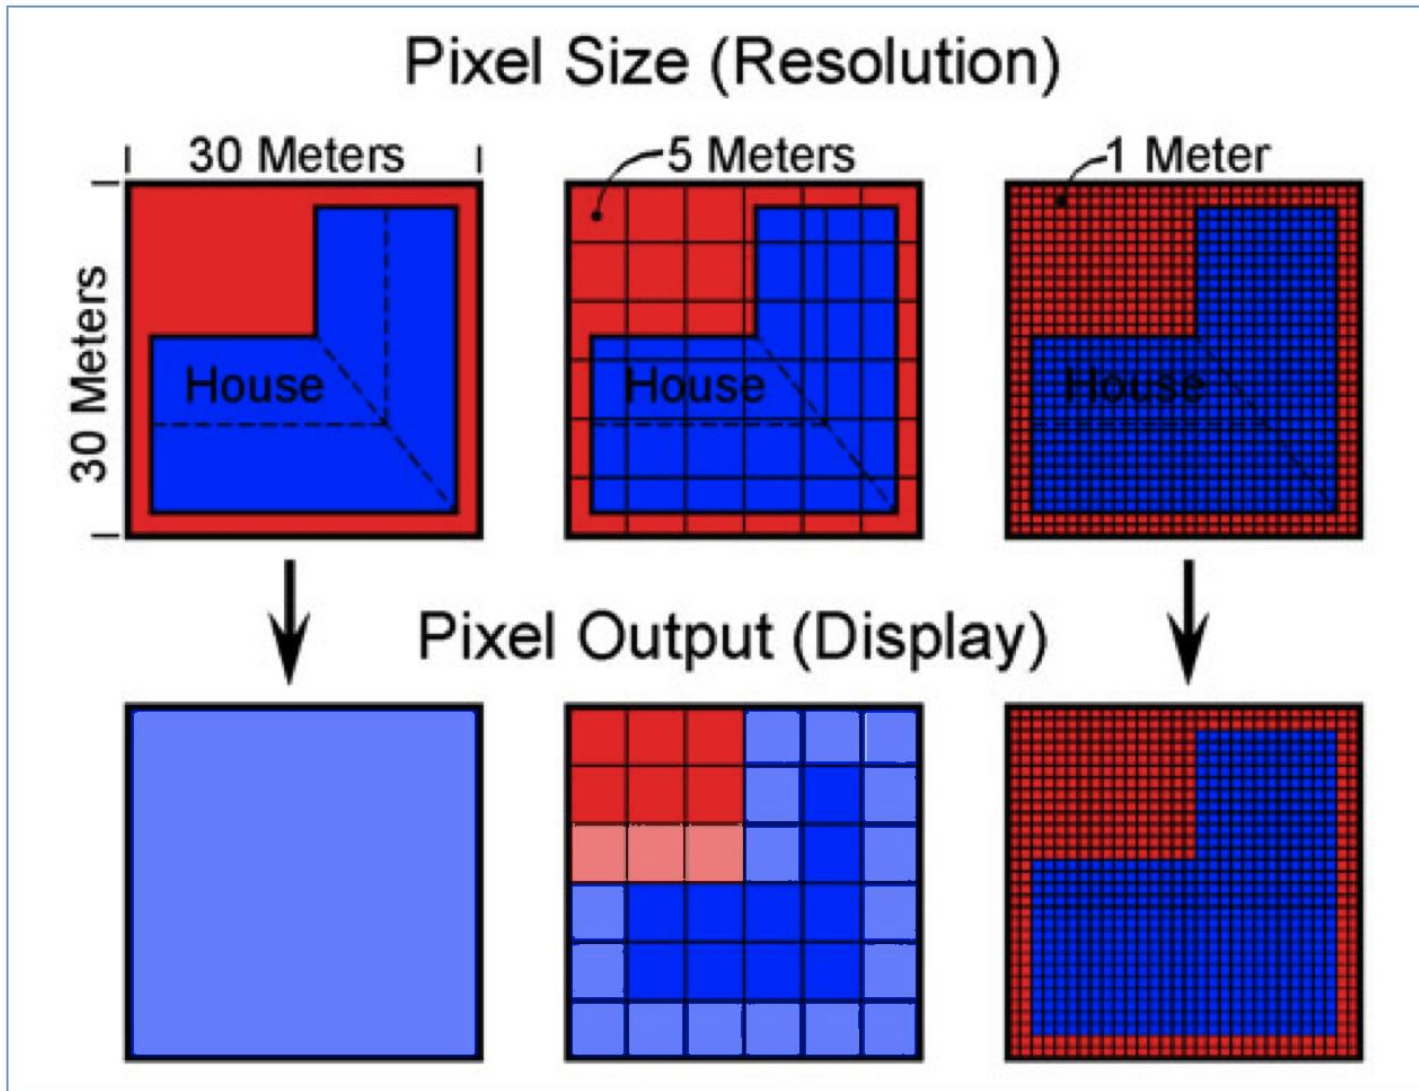 Pixel Size (Resolution)
30 Meters
5 Meters
1 Meter
30 Meters
House
House
House
Pixel Output (Display)